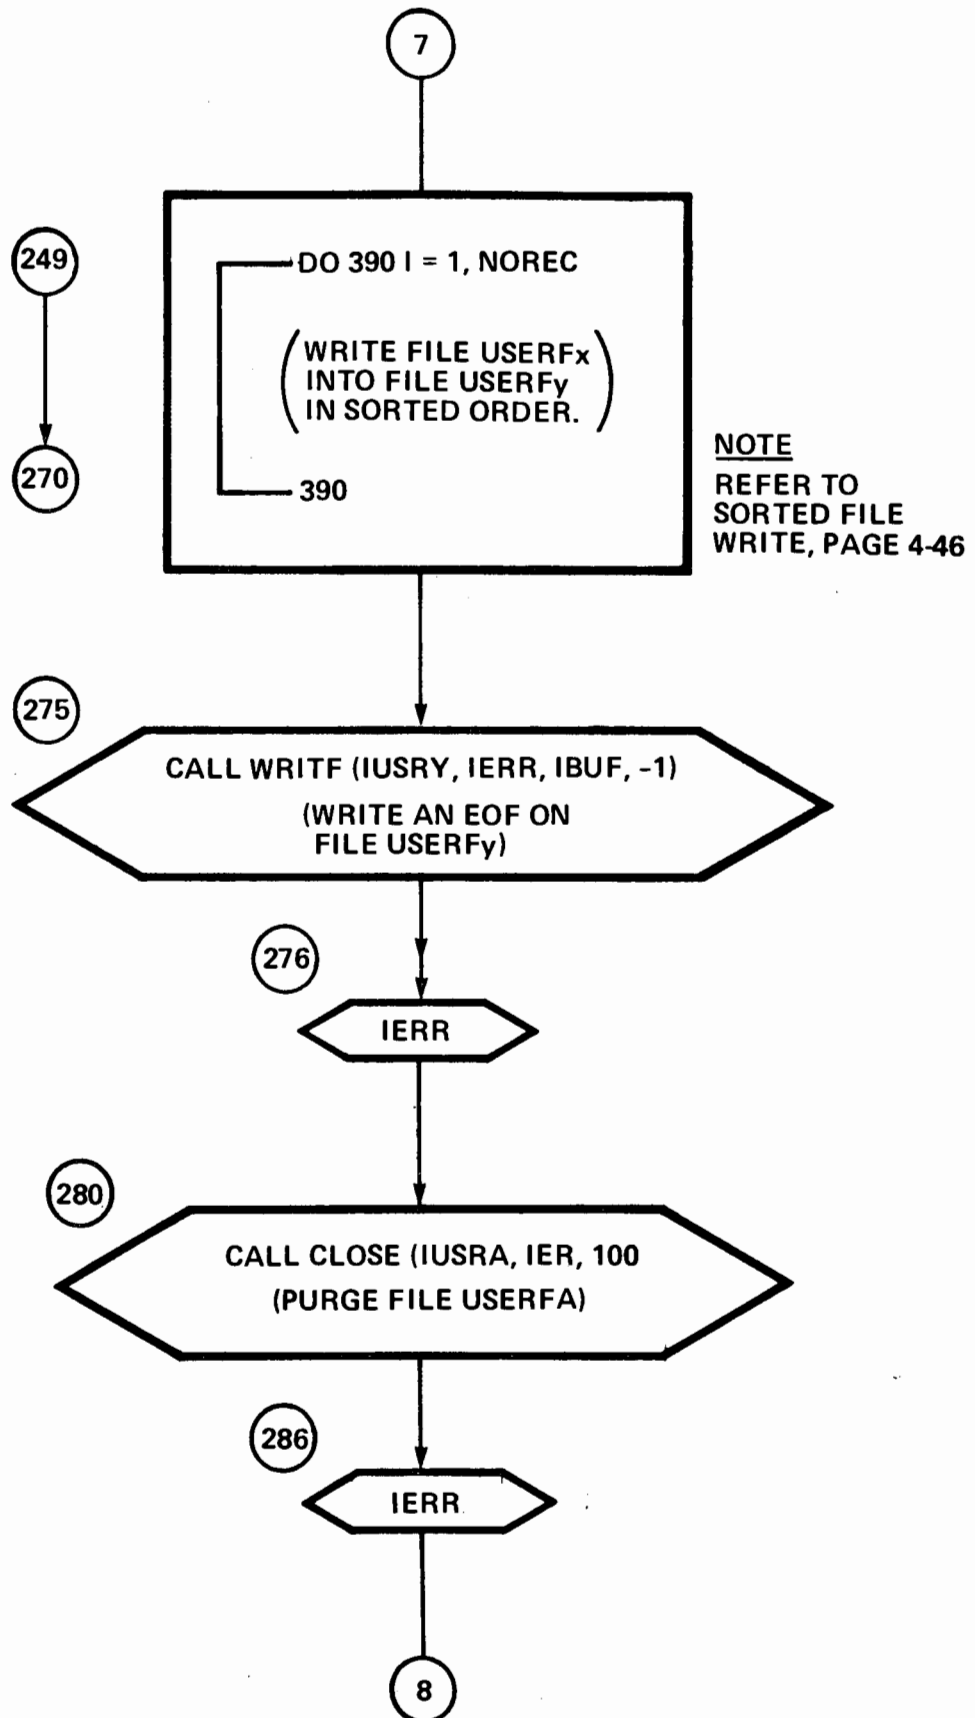 7
249
DO 390 I = 1, NOREC
WRITE FILE USERFx
INTO FILE USERFy
IN SORTED ORDER.
270
390
NOTE
REFER TO
SORTED FILE
WRITE, PAGE 4-46
275
CALL WRITF (IUSRY, IERR, IBUF, -1)
(WRITE AN EOF ON
FILE USERFy)
276
IERR
280
CALL CLOSE (IUSRA, IER, 100
(PURGE FILE USERFA)
286
IERR
8